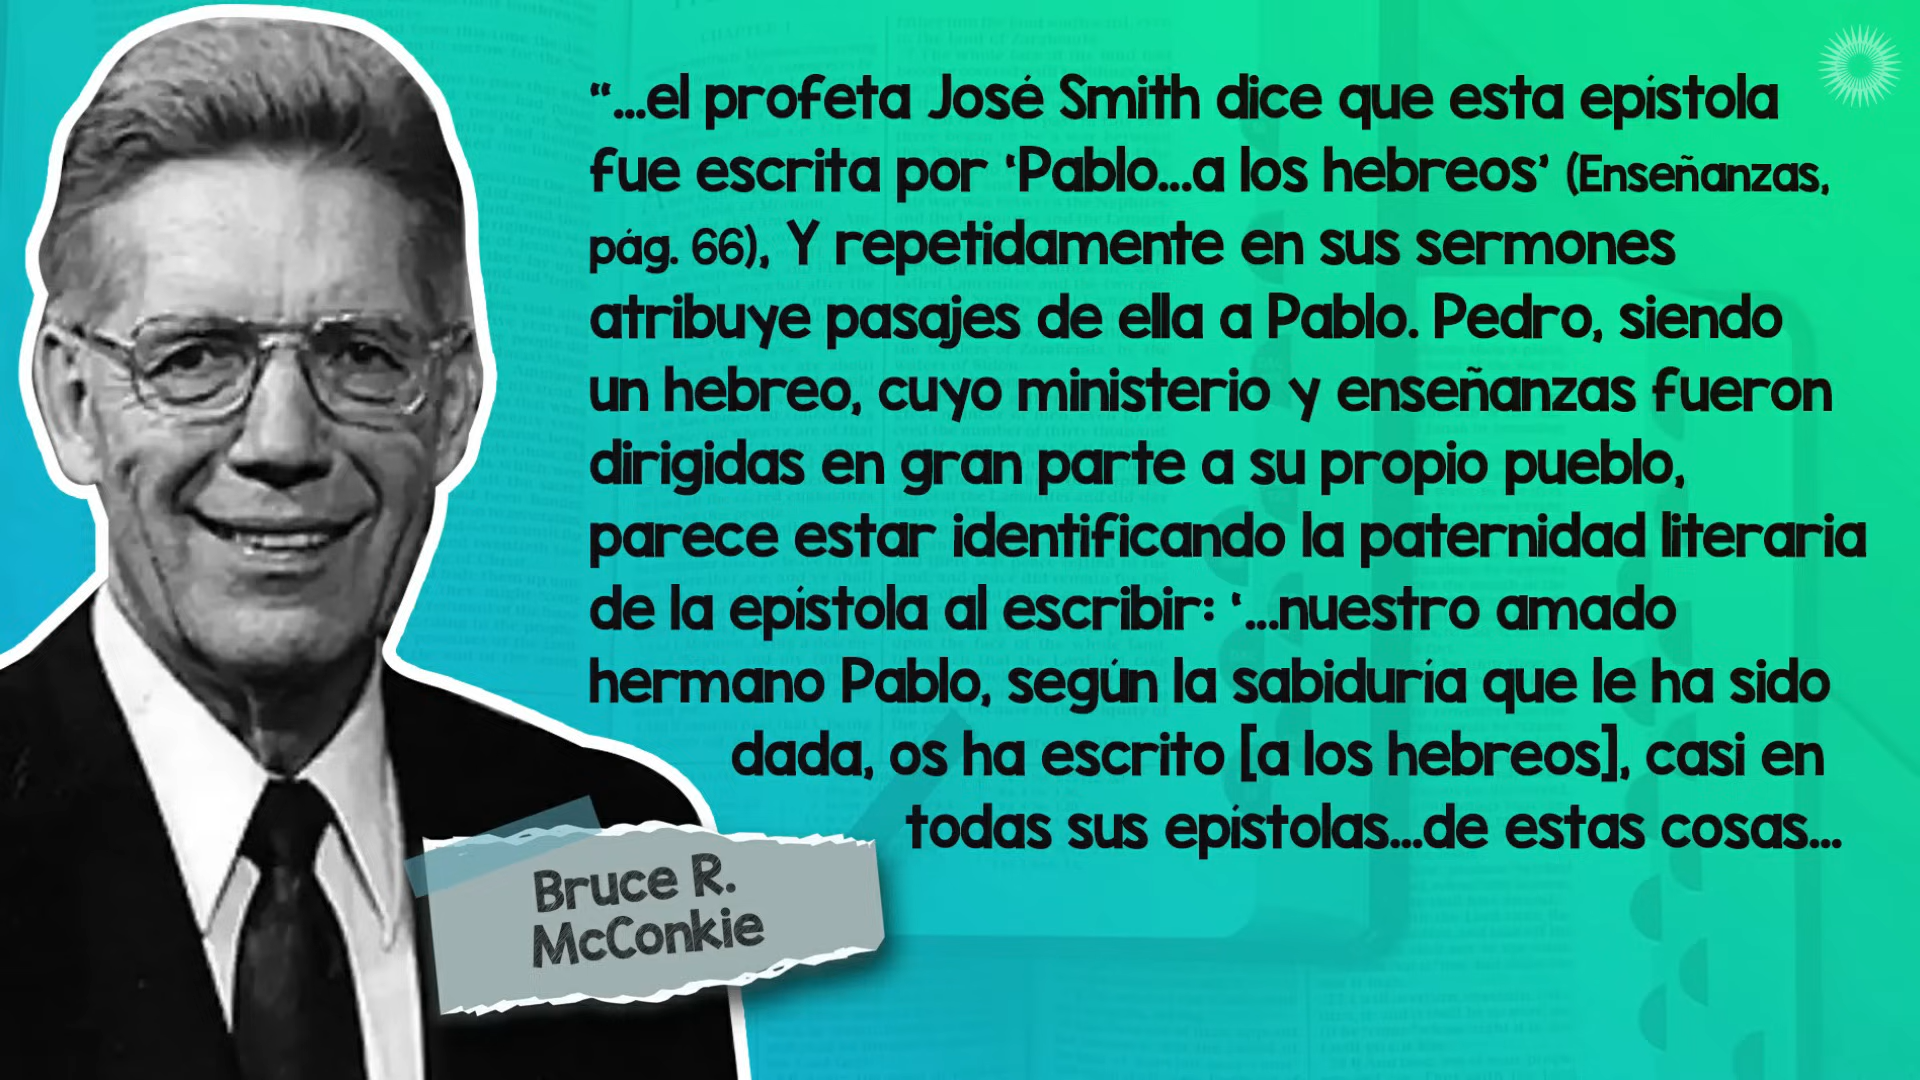 “...el profeta José Smith dice que esta epístola
fue escrita por ‘Pablo...a los hebreos’ (Enseñanzas,
pág. 66), Y repetidamente en sus sermones
atribuye pasajes de ella a Pablo. Pedro, siendo
un hebreo, cuyo ministerio y enseñanzas fueron
dirigidas en gran parte a su propio pueblo,
parece estar identificando la paternidad literaria
de la epístola al escribir: ‘...nuestro amado
hermano Pablo, según la sabiduría que le ha sido
dada, os ha escrito [a los hebreos], casi en
todas sus epístolas...de estas cosas...
Bruce R.
McConkie